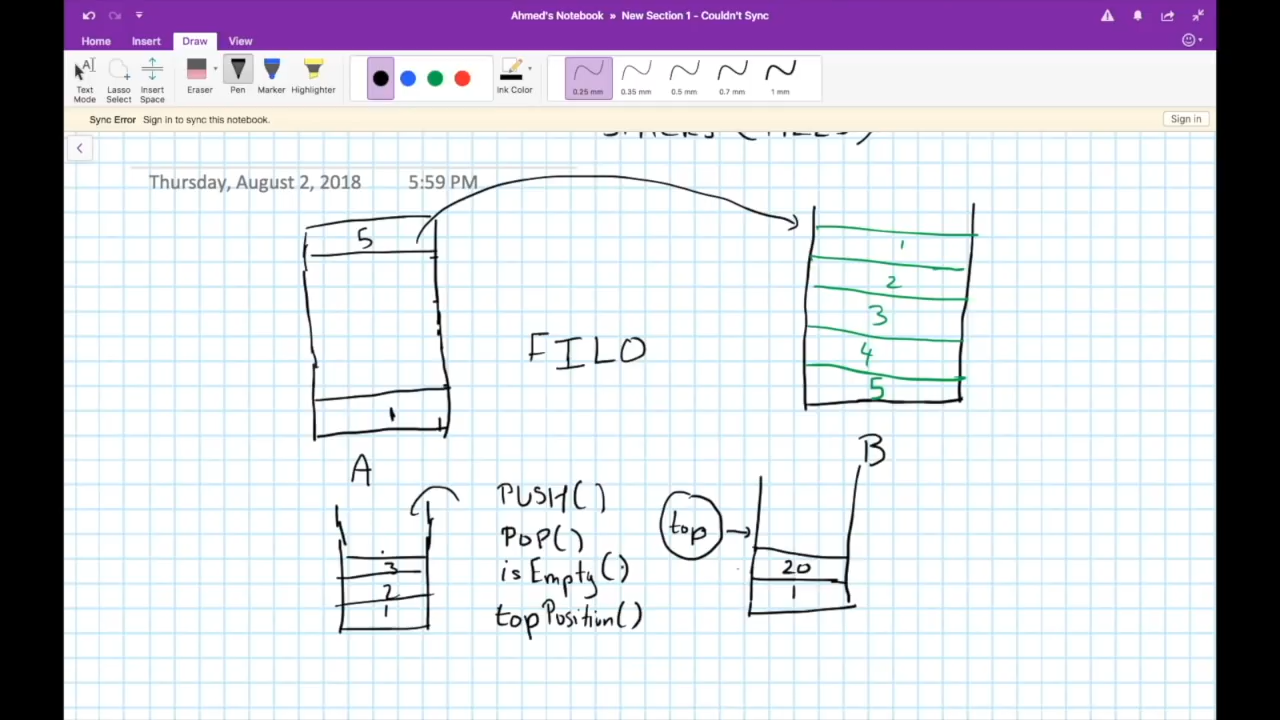 Ahmed's Notebook » New Section 1 - Couldn't Sync
Home Insert Draw View
Text Mode
Lasso Select
Insert Space
Eraser
Pen
Marker
Highlighter
Ink Color
0.25 mm
0.35 mm
0.5 mm
0.7 mm
1 mm
Sync Error Sign in to sync this notebook.
Sign in
Thursday, August 2, 2018 5:59 PM
5
1
A
FILO
1
2
3
4
5
B
3
2
1
PUSH()
POP()
isEmpty()
topPosition()
top
20
1